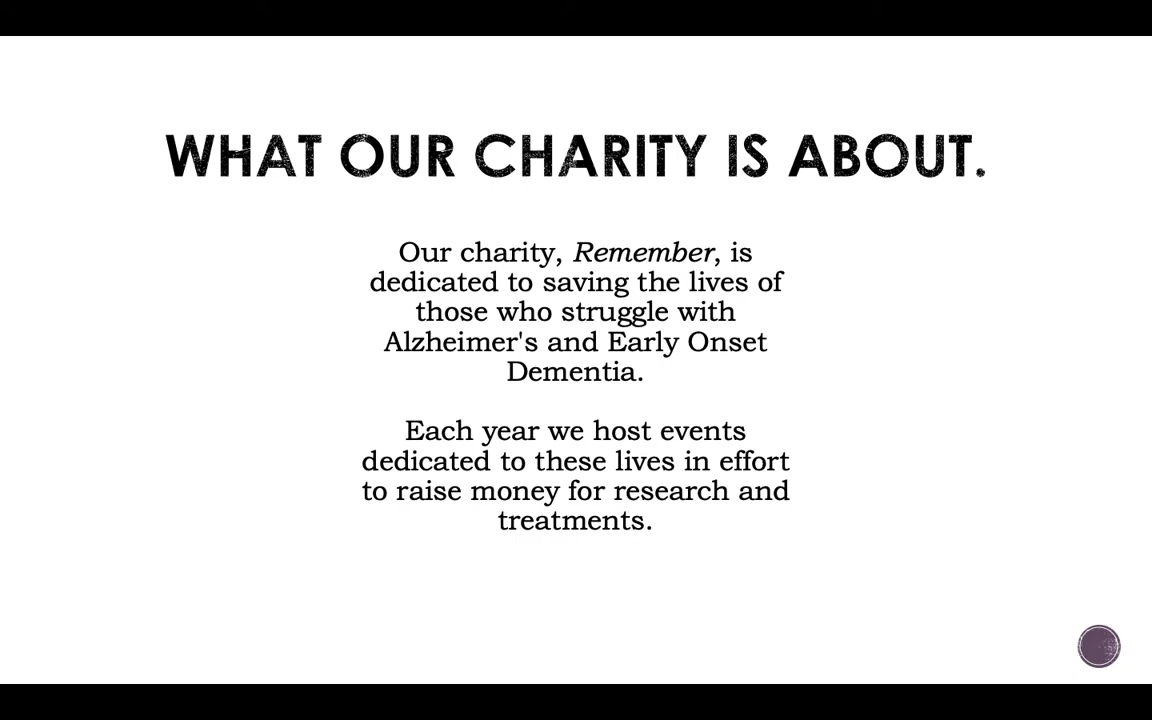 WHAT OUR CHARITY IS ABOUT.
Our charity, Remember, is
dedicated to saving the lives of
those who struggle with
Alzheimer's and Early Onset
Dementia.
Each year we host events
dedicated to these lives in effort
to raise money for research and
treatments.